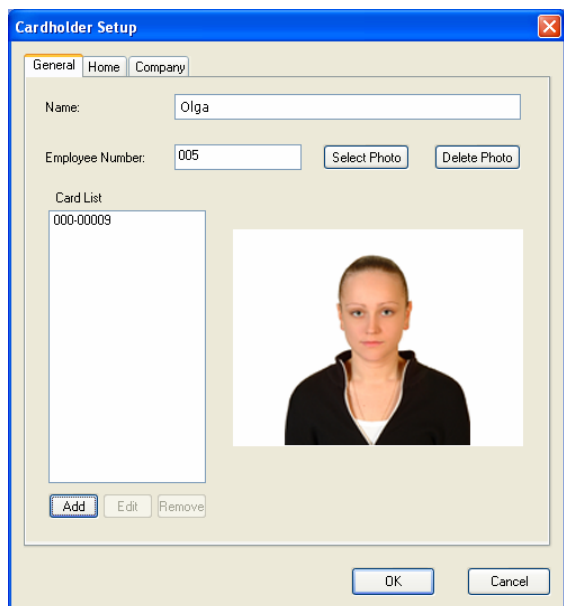 Cardholder Setup
General Home Company
Name: Olga
Employee Number: 005 Select Photo Delete Photo
Card List
000-00009
Add Edit Remove
OK Cancel